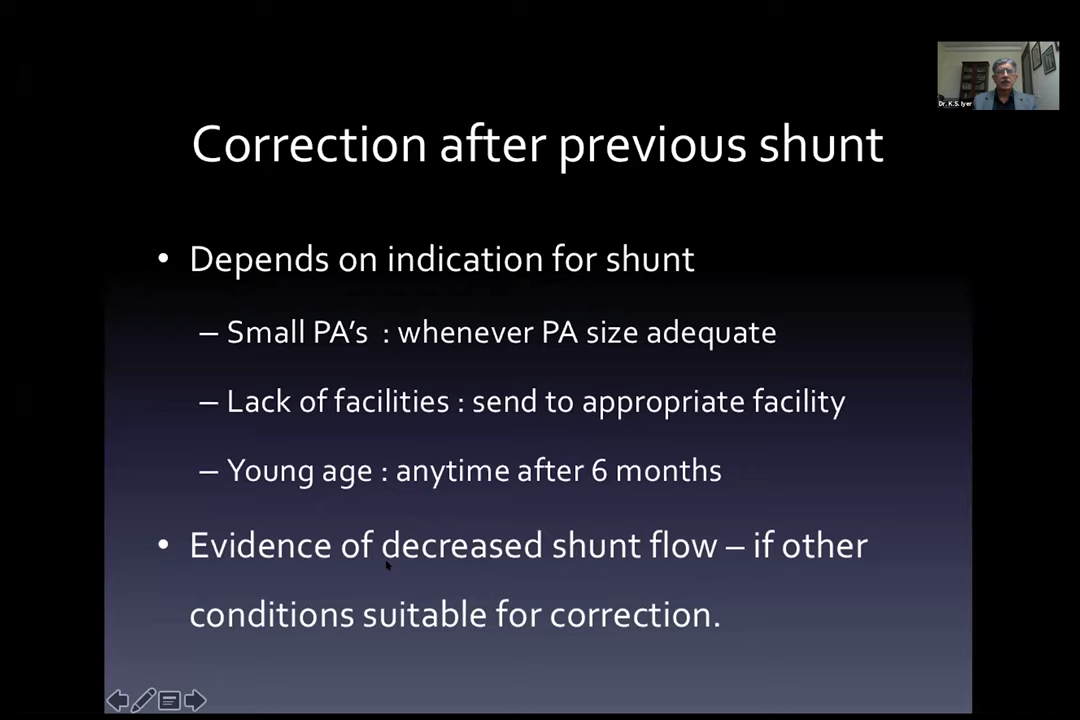 Dr. K.S. Iyer
Correction after previous shunt
• Depends on indication for shunt
– Small PA's : whenever PA size adequate
– Lack of facilities : send to appropriate facility
– Young age : anytime after 6 months
• Evidence of decreased shunt flow – if other
conditions suitable for correction.